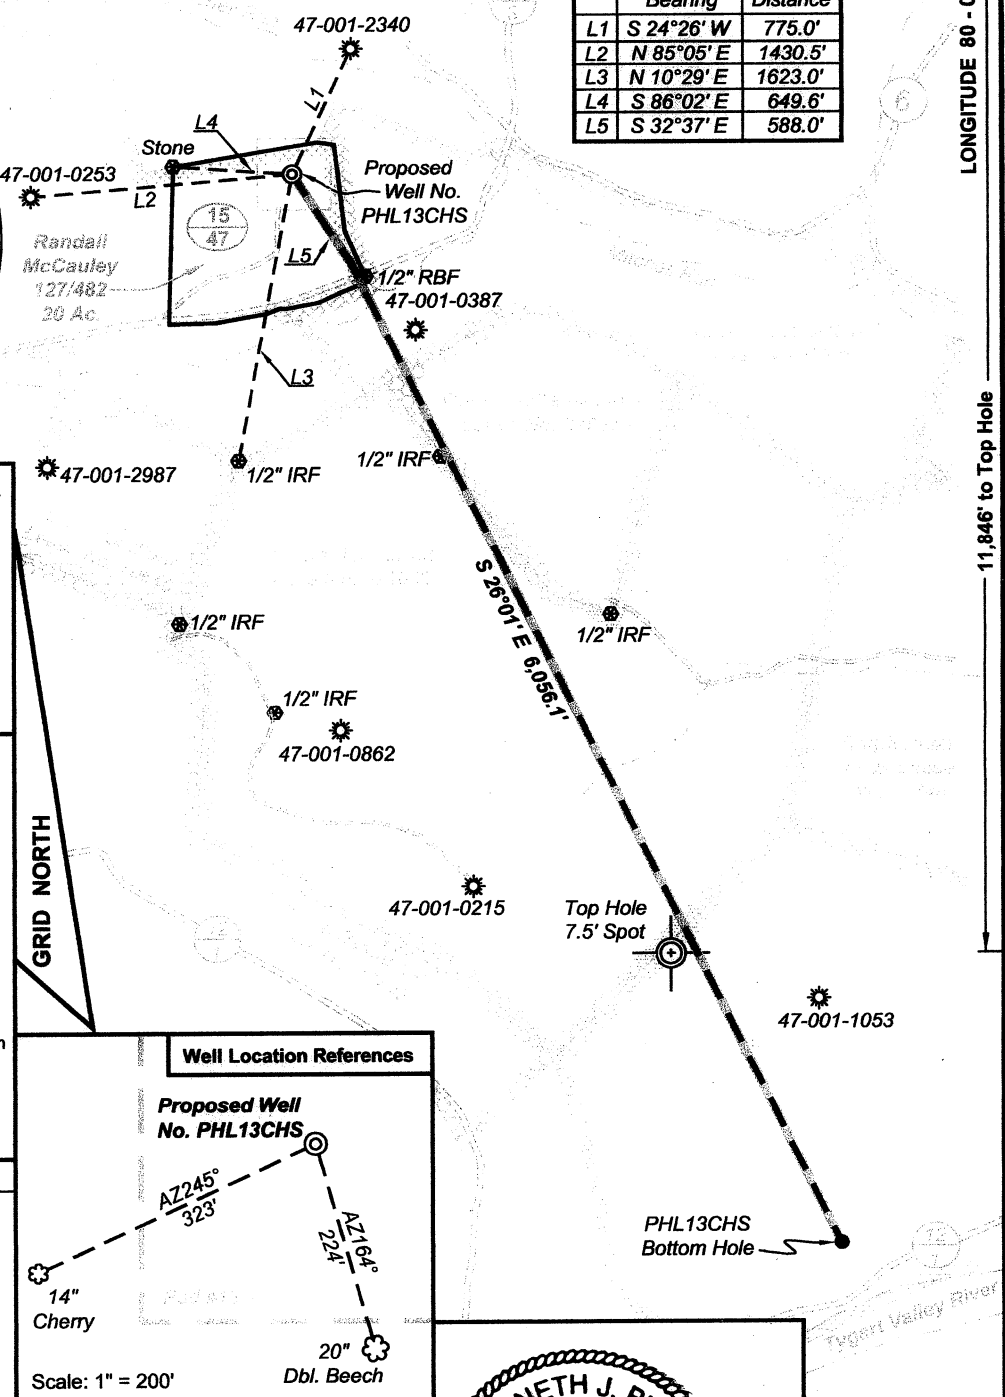 47-001-2340
Bearing Distance
L1 S 24°26' W 775.0'
L2 N 85°05' E 1430.5'
L3 N 10°29' E 1623.0'
L4 S 86°02' E 649.6'
L5 S 32°37' E 588.0'
LONGITUDE 80 -
6
L1
L4
Stone
47-001-0253
L2
Proposed
Well No.
PHL13CHS
15
47
Randall
McCauley
127/482
20 Ac.
L5
1/2" RBF
47-001-0387
L3
11,846' to Top Hole
1/2" IRF
1/2" IRF
47-001-2987
S 26°01' E 6,056.1'
1/2" IRF
1/2" IRF
1/2" IRF
47-001-0862
GRID NORTH
47-001-0215
Top Hole
7.5' Spot
47-001-1053
Well Location References
Proposed Well
No. PHL13CHS
AZ245°
323'
AZ164°
224'
14"
Cherry
20"
Dbl. Beech
Scale: 1" = 200'
PHL13CHS
Bottom Hole
Tygart Valley River
NETH J.